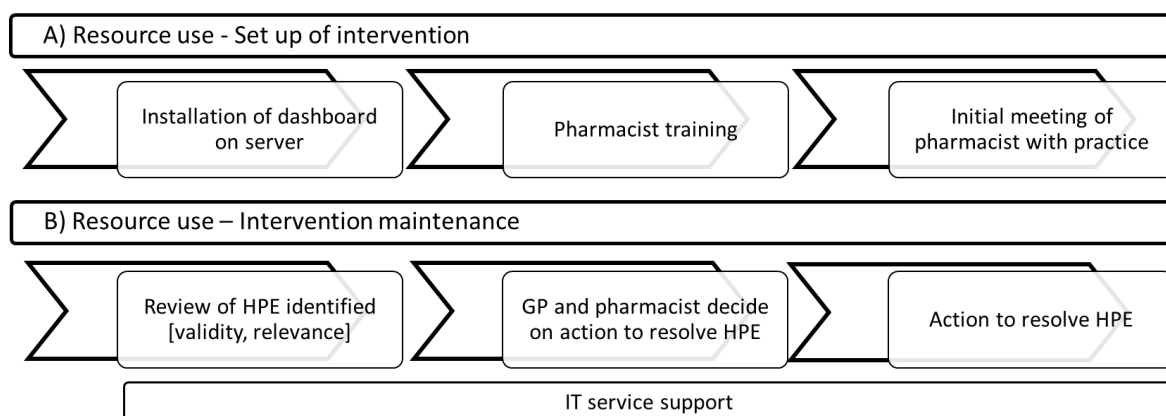 A) Resource use - Set up of intervention
Installation of dashboard
on server
Pharmacist training
Initial meeting of
pharmacist with practice
B) Resource use – Intervention maintenance
Review of HPE identified
[validity, relevance]
GP and pharmacist decide
on action to resolve HPE
Action to resolve HPE
IT service support